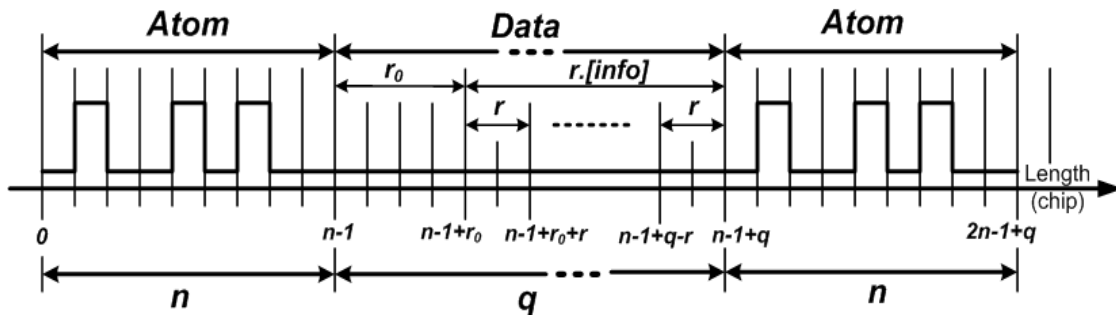 Atom Data Atom
r₀ r.[info]
r r
Length
(chip)
0 n-1 n-1+r₀ n-1+r₀+r n-1+q-r n-1+q 2n-1+q
n q n